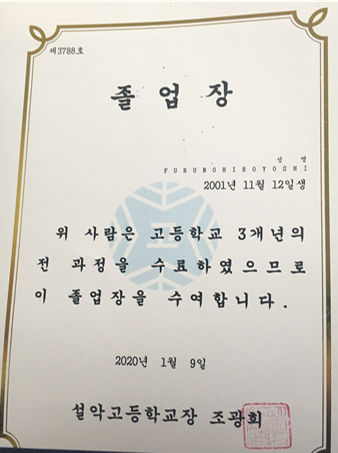 제3788호
졸업장
성 명
FURUNOHIROYOSHI
2001년 11월 12일생
위 사람은 고등학교 3개년의
전 과정을 수료하였으므로
이 졸업장을 수여합니다.
2020년 1월 9일
설악고등학교장 조광희